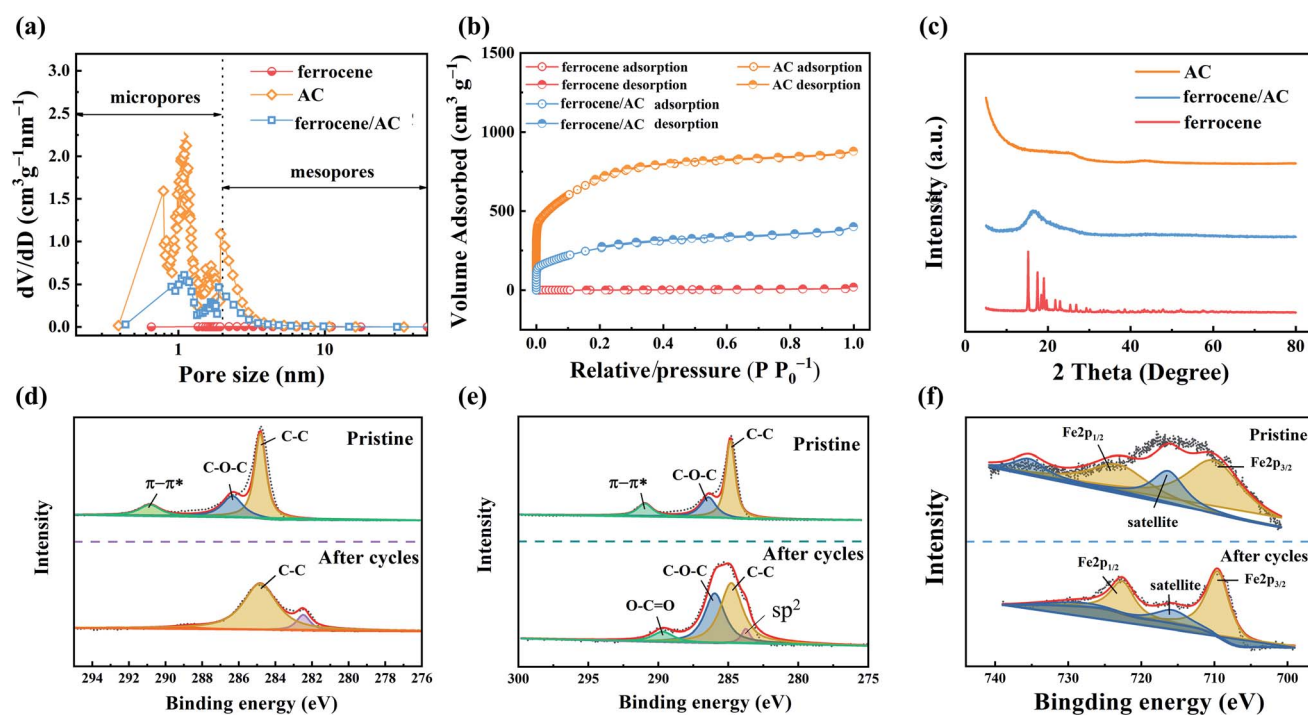 (a)
3.0
2.5
2.0
1.5
1.0
0.5
0.0
dV/dD (cm³g⁻¹nm⁻¹)
micropores
mesopores
ferrocene
AC
ferrocene/AC
1
10
Pore size (nm)
(b)
1500
1000
500
0
Volume Adsorbed (cm³ g⁻¹)
ferrocene adsorption
ferrocene desorption
ferrocene/AC adsorption
ferrocene/AC desorption
AC adsorption
AC desorption
0.0 0.2 0.4 0.6 0.8 1.0
Relative/pressure (P P₀⁻¹)
(c)
Intensity (a.u.)
AC
ferrocene/AC
ferrocene
0 20 40 60 80
2 Theta (Degree)
(d)
Intensity
Pristine
C-C
C-O-C
π−π*
After cycles
C-C
294 292 290 288 286 284 282 280 278 276
Binding energy (eV)
(e)
Intensity
Pristine
C-C
C-O-C
π−π*
After cycles
C-O-C
C-C
O-C=O
sp²
300 295 290 285 280 275
Binding energy (eV)
(f)
Intensity
Pristine
Fe2p₁/₂
Fe2p₃/₂
satellite
After cycles
Fe2p₁/₂
satellite
Fe2p₃/₂
740 730 720 710 700
Bingding energy (eV)